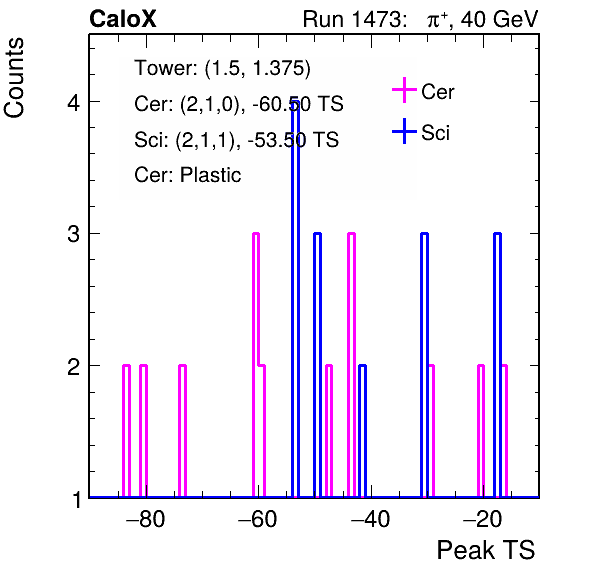 CaloX Run 1473: π⁺, 40 GeV
Counts
Tower: (1.5, 1.375)
Cer: (2,1,0), -60.50 TS
Sci: (2,1,1), -53.50 TS
Cer: Plastic
Cer
Sci
4
3
2
1
−80 −60 −40 −20
Peak TS